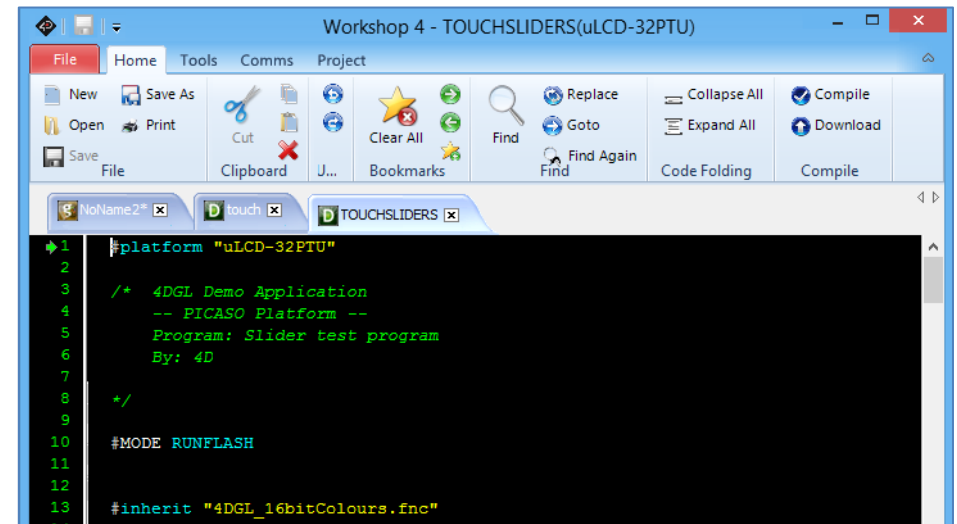 Workshop 4 - TOUCHSLIDERS(uLCD-32PTU)
File Home Tools Comms Project
New Save As Replace Collapse All Compile
Open Print Cut Clear All Find Goto Expand All Download
Save Find Again
File Clipboard U... Bookmarks Find Code Folding Compile
NoName2* touch TOUCHSLIDERS
1 #platform "uLCD-32PTU"
2
3 /* 4DGL Demo Application
4 -- PICASO Platform --
5 Program: Slider test program
6 By: 4D
7
8 */
9
10 #MODE RUNFLASH
11
12
13 #inherit "4DGL_16bitColours.fnc"